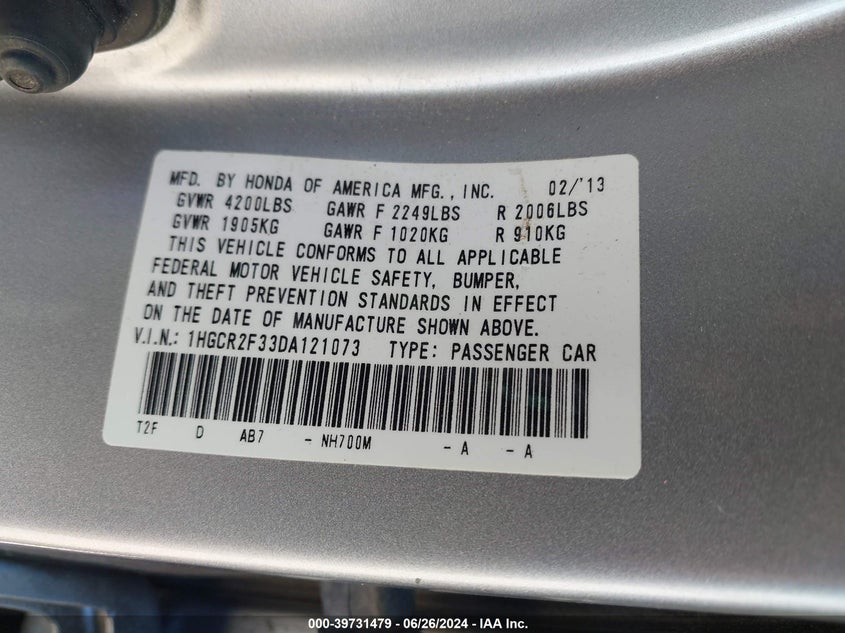 MFD. BY HONDA OF AMERICA MFG., INC. 02/'13
GVWR 4200LBS GAWR F 2249LBS R 2006LBS
GVWR 1905KG GAWR F 1020KG R 910KG
THIS VEHICLE CONFORMS TO ALL APPLICABLE
FEDERAL MOTOR VEHICLE SAFETY, BUMPER,
AND THEFT PREVENTION STANDARDS IN EFFECT
ON THE DATE OF MANUFACTURE SHOWN ABOVE.
V.I.N.: 1HGCR2F33DA121073 TYPE: PASSENGER CAR
T2F D AB7 - NH700M - A - A
000-39731479 - 06/26/2024 - IAA Inc.